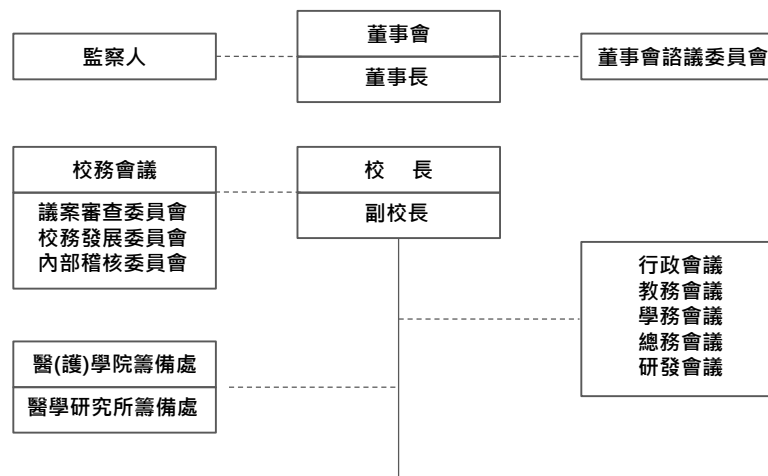 監察人
董事會
董事長
董事會諮議委員會
校務會議
議案審查委員會
校務發展委員會
內部稽核委員會
校 長
副校長
行政會議
教務會議
學務會議
總務會議
研發會議
醫(護)學院籌備處
醫學研究所籌備處